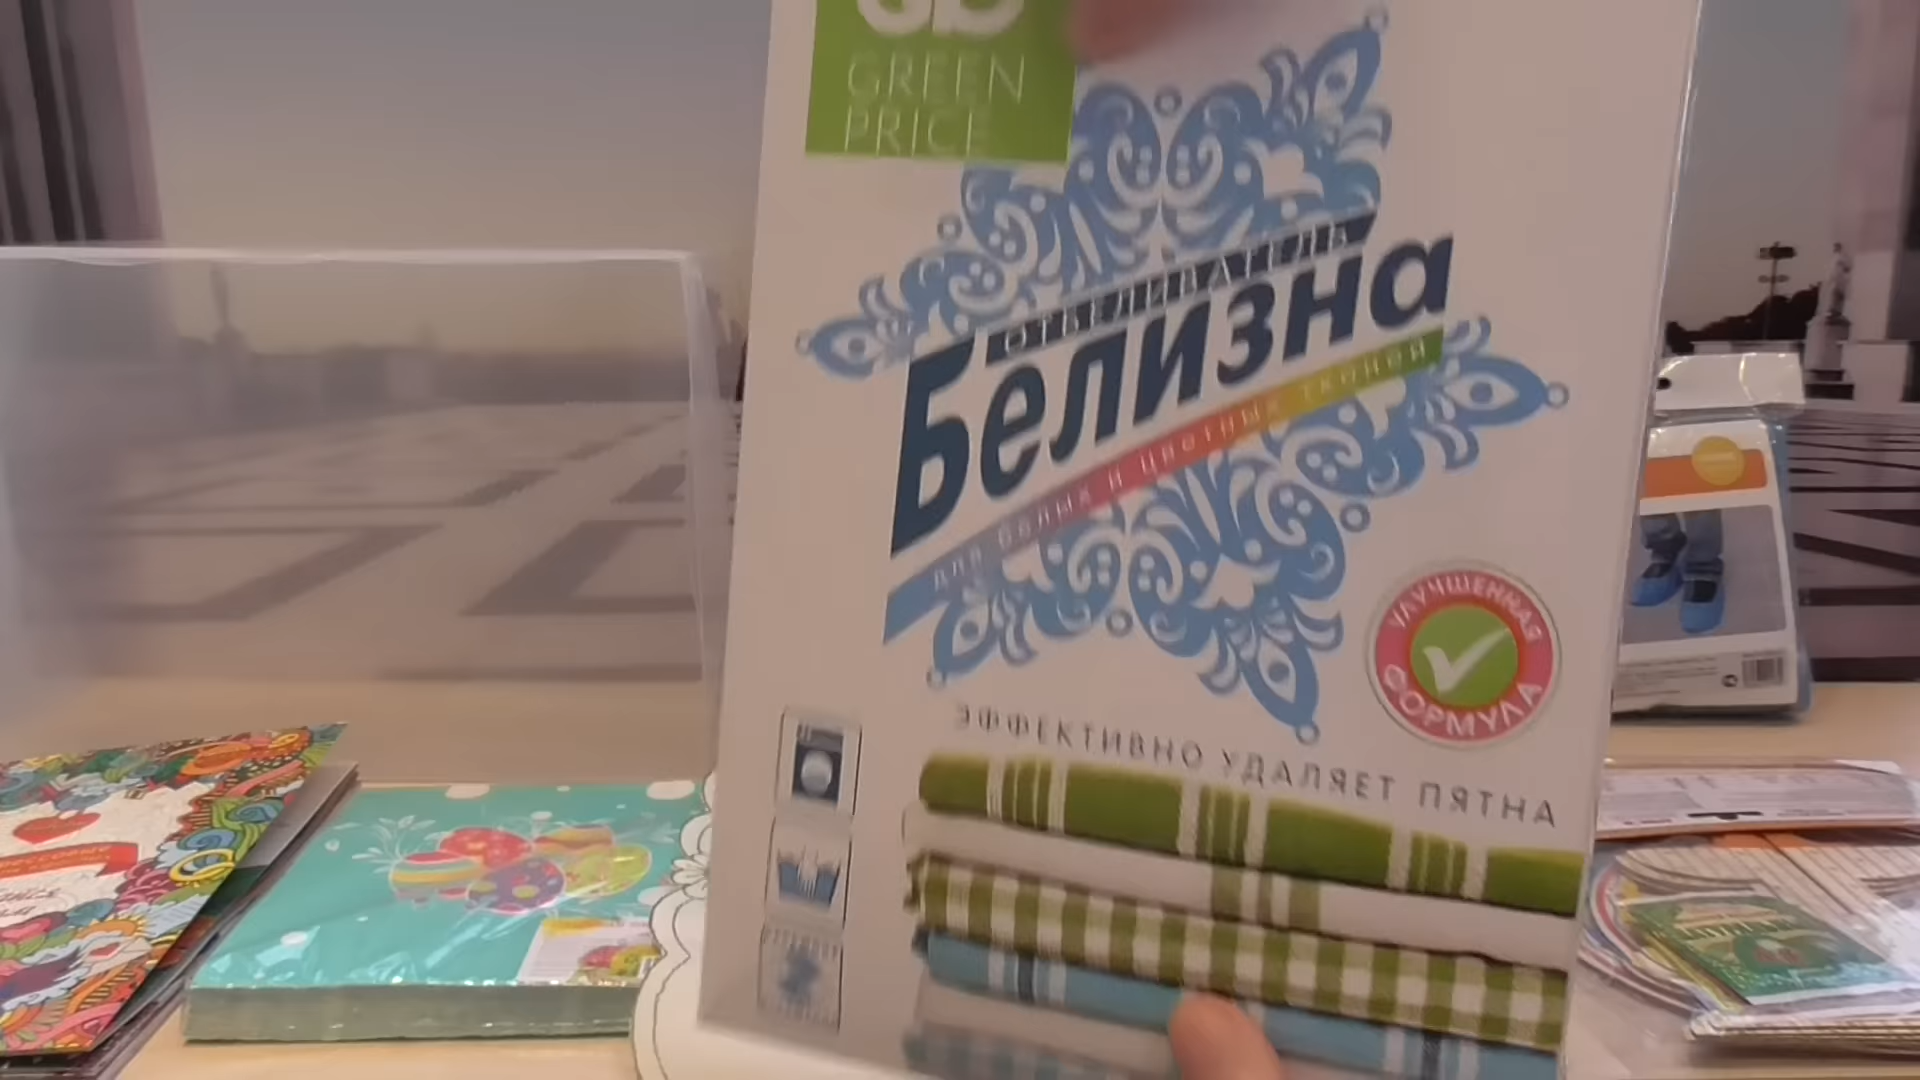 GREEN
PRICE
ОТБЕЛИВАТЕЛЬ
Белизна
для белых и цветных тканей
УЛУЧШЕННАЯ
ФОРМУЛА
ЭФФЕКТИВНО УДАЛЯЕТ ПЯТНА